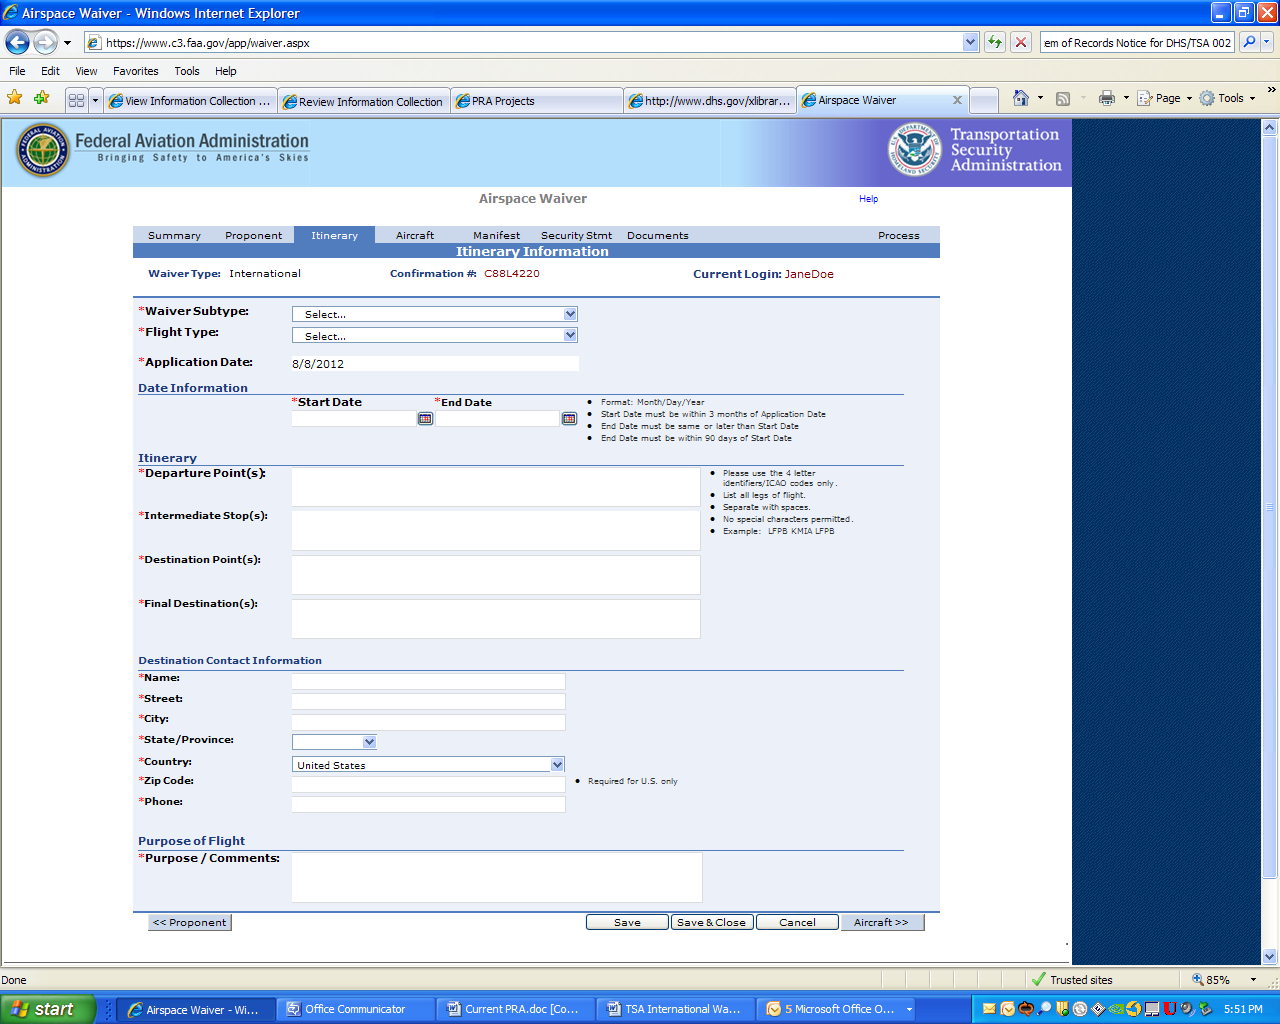 Airspace Waiver - Windows Internet Explorer
https://www.c3.faa.gov/app/waiver.aspx
em of Records Notice for DHS/TSA 002
File Edit View Favorites Tools Help
View Information Collection ...
Review Information Collection
PRA Projects
http://www.dhs.gov/xlibrar...
Airspace Waiver
Page Tools
Federal Aviation Administration
Bringing Safety to America's Skies
Transportation
Security
Administration
Airspace Waiver
Help
Summary Proponent Itinerary Aircraft Manifest Security Stmt Documents Process
Itinerary Information
Waiver Type: International Confirmation #: C88L4220 Current Login: JaneDoe
*Waiver Subtype: Select...
*Flight Type: Select...
*Application Date: 8/8/2012
Date Information
*Start Date *End Date
• Format: Month/Day/Year
• Start Date must be within 3 months of Application Date
• End Date must be same or later than Start Date
• End Date must be within 90 days of Start Date
Itinerary
*Departure Point(s):
• Please use the 4 letter
identifiers/ICAO codes only.
• List all legs of flight.
• Separate with spaces.
• No special characters permitted.
• Example: LFPB KMIA LFPB
*Intermediate Stop(s):
*Destination Point(s):
*Final Destination(s):
Destination Contact Information
*Name:
*Street:
*City:
*State/Province:
*Country: United States
*Zip Code: • Required for U.S. only
*Phone:
Purpose of Flight
*Purpose / Comments:
<< Proponent Save Save & Close Cancel Aircraft >>
Done Trusted sites 85%
start Airspace Waiver - Wi... Office Communicator Current PRA.doc [Co... TSA International Wa... 5 Microsoft Office O... 5:51 PM